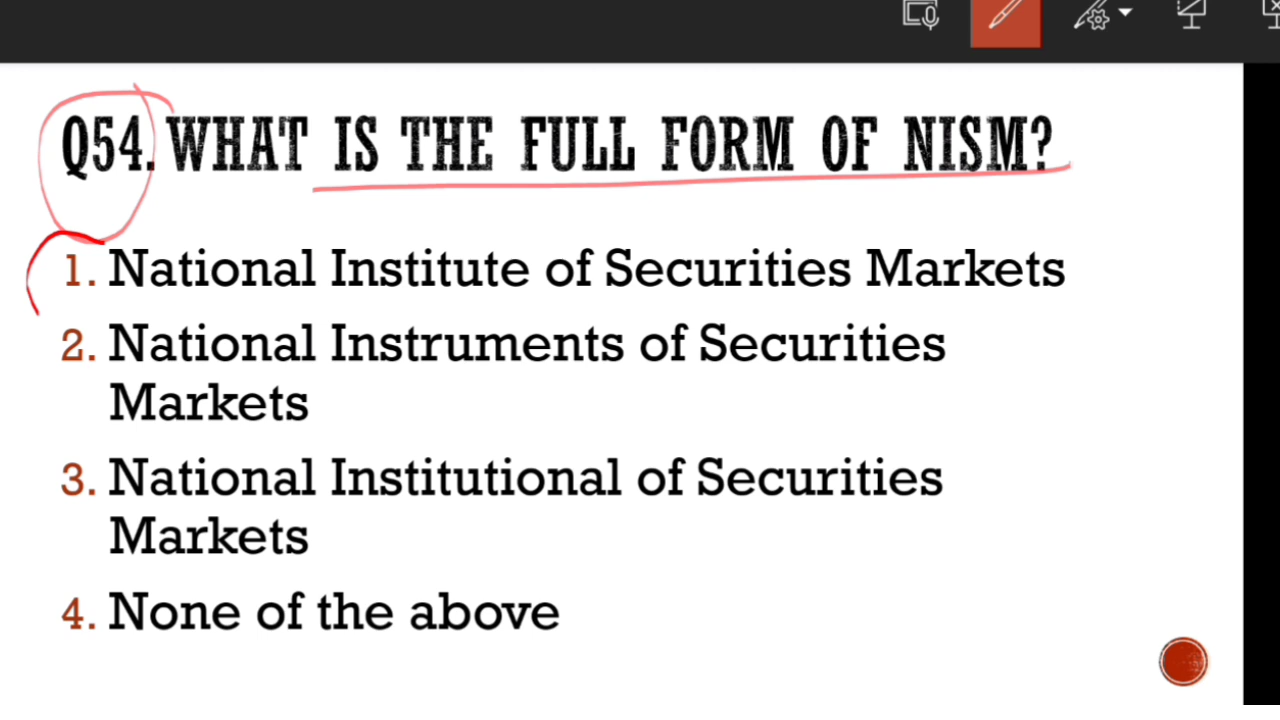 Q54. WHAT IS THE FULL FORM OF NISM?
1. National Institute of Securities Markets
2. National Instruments of Securities
Markets
3. National Institutional of Securities
Markets
4. None of the above